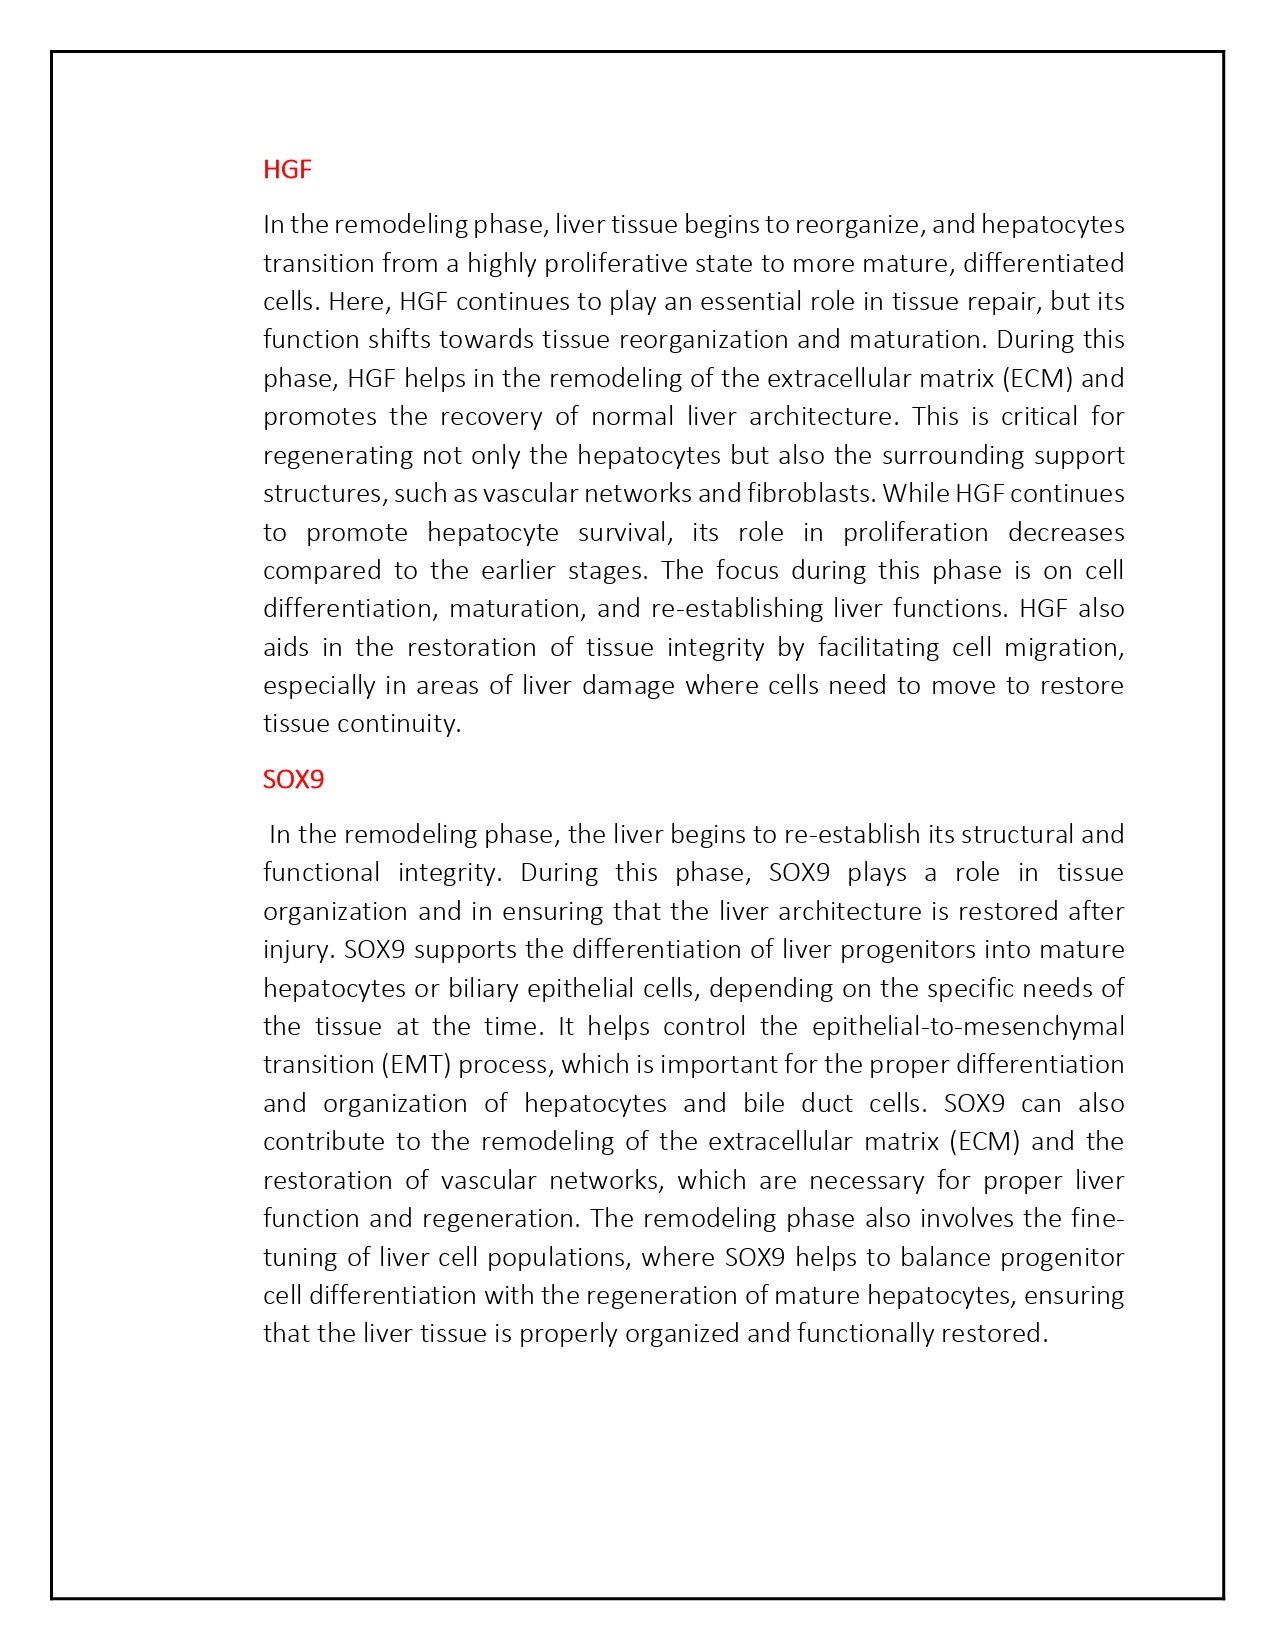 HGF
In the remodeling phase, liver tissue begins to reorganize, and hepatocytes
transition from a highly proliferative state to more mature, differentiated
cells. Here, HGF continues to play an essential role in tissue repair, but its
function shifts towards tissue reorganization and maturation. During this
phase, HGF helps in the remodeling of the extracellular matrix (ECM) and
promotes the recovery of normal liver architecture. This is critical for
regenerating not only the hepatocytes but also the surrounding support
structures, such as vascular networks and fibroblasts. While HGF continues
to promote hepatocyte survival, its role in proliferation decreases
compared to the earlier stages. The focus during this phase is on cell
differentiation, maturation, and re-establishing liver functions. HGF also
aids in the restoration of tissue integrity by facilitating cell migration,
especially in areas of liver damage where cells need to move to restore
tissue continuity.
SOX9
In the remodeling phase, the liver begins to re-establish its structural and
functional integrity. During this phase, SOX9 plays a role in tissue
organization and in ensuring that the liver architecture is restored after
injury. SOX9 supports the differentiation of liver progenitors into mature
hepatocytes or biliary epithelial cells, depending on the specific needs of
the tissue at the time. It helps control the epithelial-to-mesenchymal
transition (EMT) process, which is important for the proper differentiation
and organization of hepatocytes and bile duct cells. SOX9 can also
contribute to the remodeling of the extracellular matrix (ECM) and the
restoration of vascular networks, which are necessary for proper liver
function and regeneration. The remodeling phase also involves the fine-
tuning of liver cell populations, where SOX9 helps to balance progenitor
cell differentiation with the regeneration of mature hepatocytes, ensuring
that the liver tissue is properly organized and functionally restored.